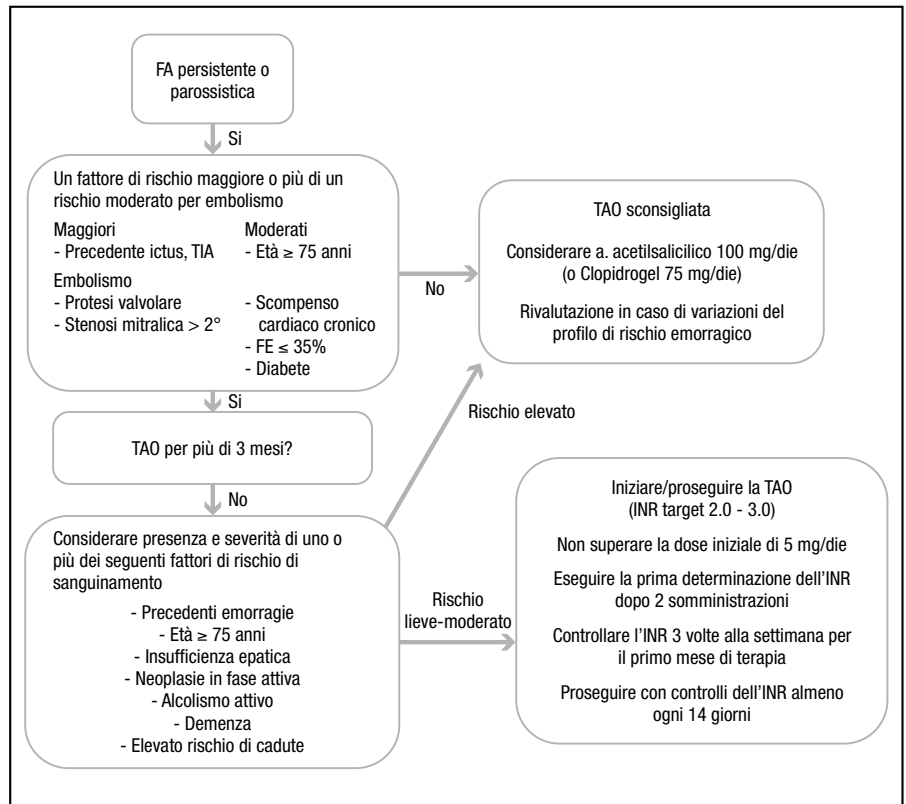 FA persistente o
parossistica
Si
Un fattore di rischio maggiore o più di un
rischio moderato per embolismo
Maggiori
- Precedente ictus, TIA
Embolismo
- Protesi valvolare
- Stenosi mitralica > 2°
Moderati
- Età ≥ 75 anni
- Scompenso
cardiaco cronico
- FE ≤ 35%
- Diabete
No
TAO sconsigliata
Considerare a. acetilsalicilico 100 mg/die
(o Clopidrogel 75 mg/die)
Rivalutazione in caso di variazioni del
profilo di rischio emorragico
Si
TAO per più di 3 mesi?
No
Considerare presenza e severità di uno o
più dei seguenti fattori di rischio di
sanguinamento
- Precedenti emorragie
- Età ≥ 75 anni
- Insufficienza epatica
- Neoplasie in fase attiva
- Alcolismo attivo
- Demenza
- Elevato rischio di cadute
Rischio elevato
Rischio
lieve-moderato
Iniziare/proseguire la TAO
(INR target 2.0 - 3.0)
Non superare la dose iniziale di 5 mg/die
Eseguire la prima determinazione dell'INR
dopo 2 somministrazioni
Controllare l'INR 3 volte alla settimana per
il primo mese di terapia
Proseguire con controlli dell'INR almeno
ogni 14 giorni